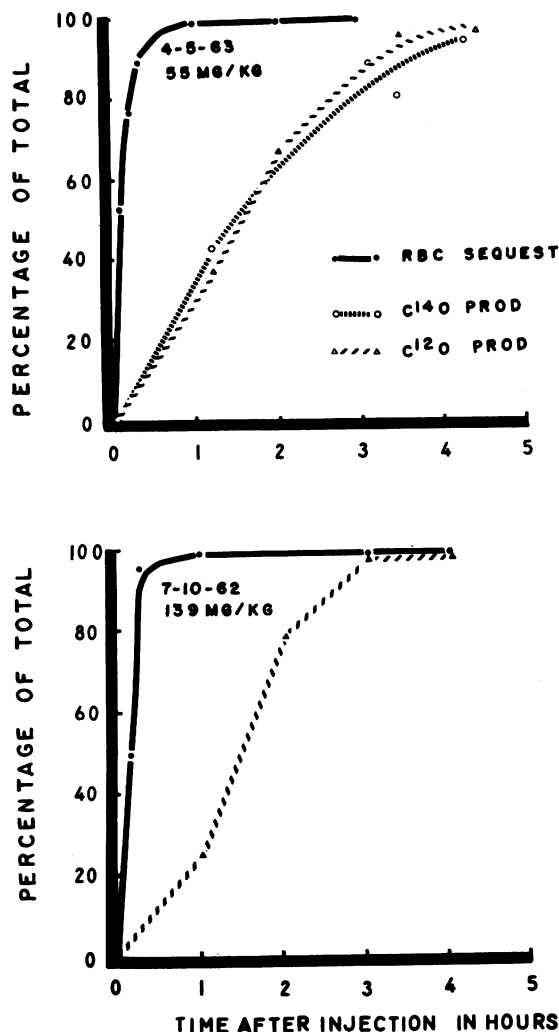 PERCENTAGE OF TOTAL
100
80
60
40
20
0
4-5-63
55 MG/KG
RBC SEQUEST
C¹⁴O PROD
C¹²O PROD
0 1 2 3 4 5
PERCENTAGE OF TOTAL
100
80
60
40
20
0
7-10-62
139 MG/KG
0 1 2 3 4 5
TIME AFTER INJECTION IN HOURS